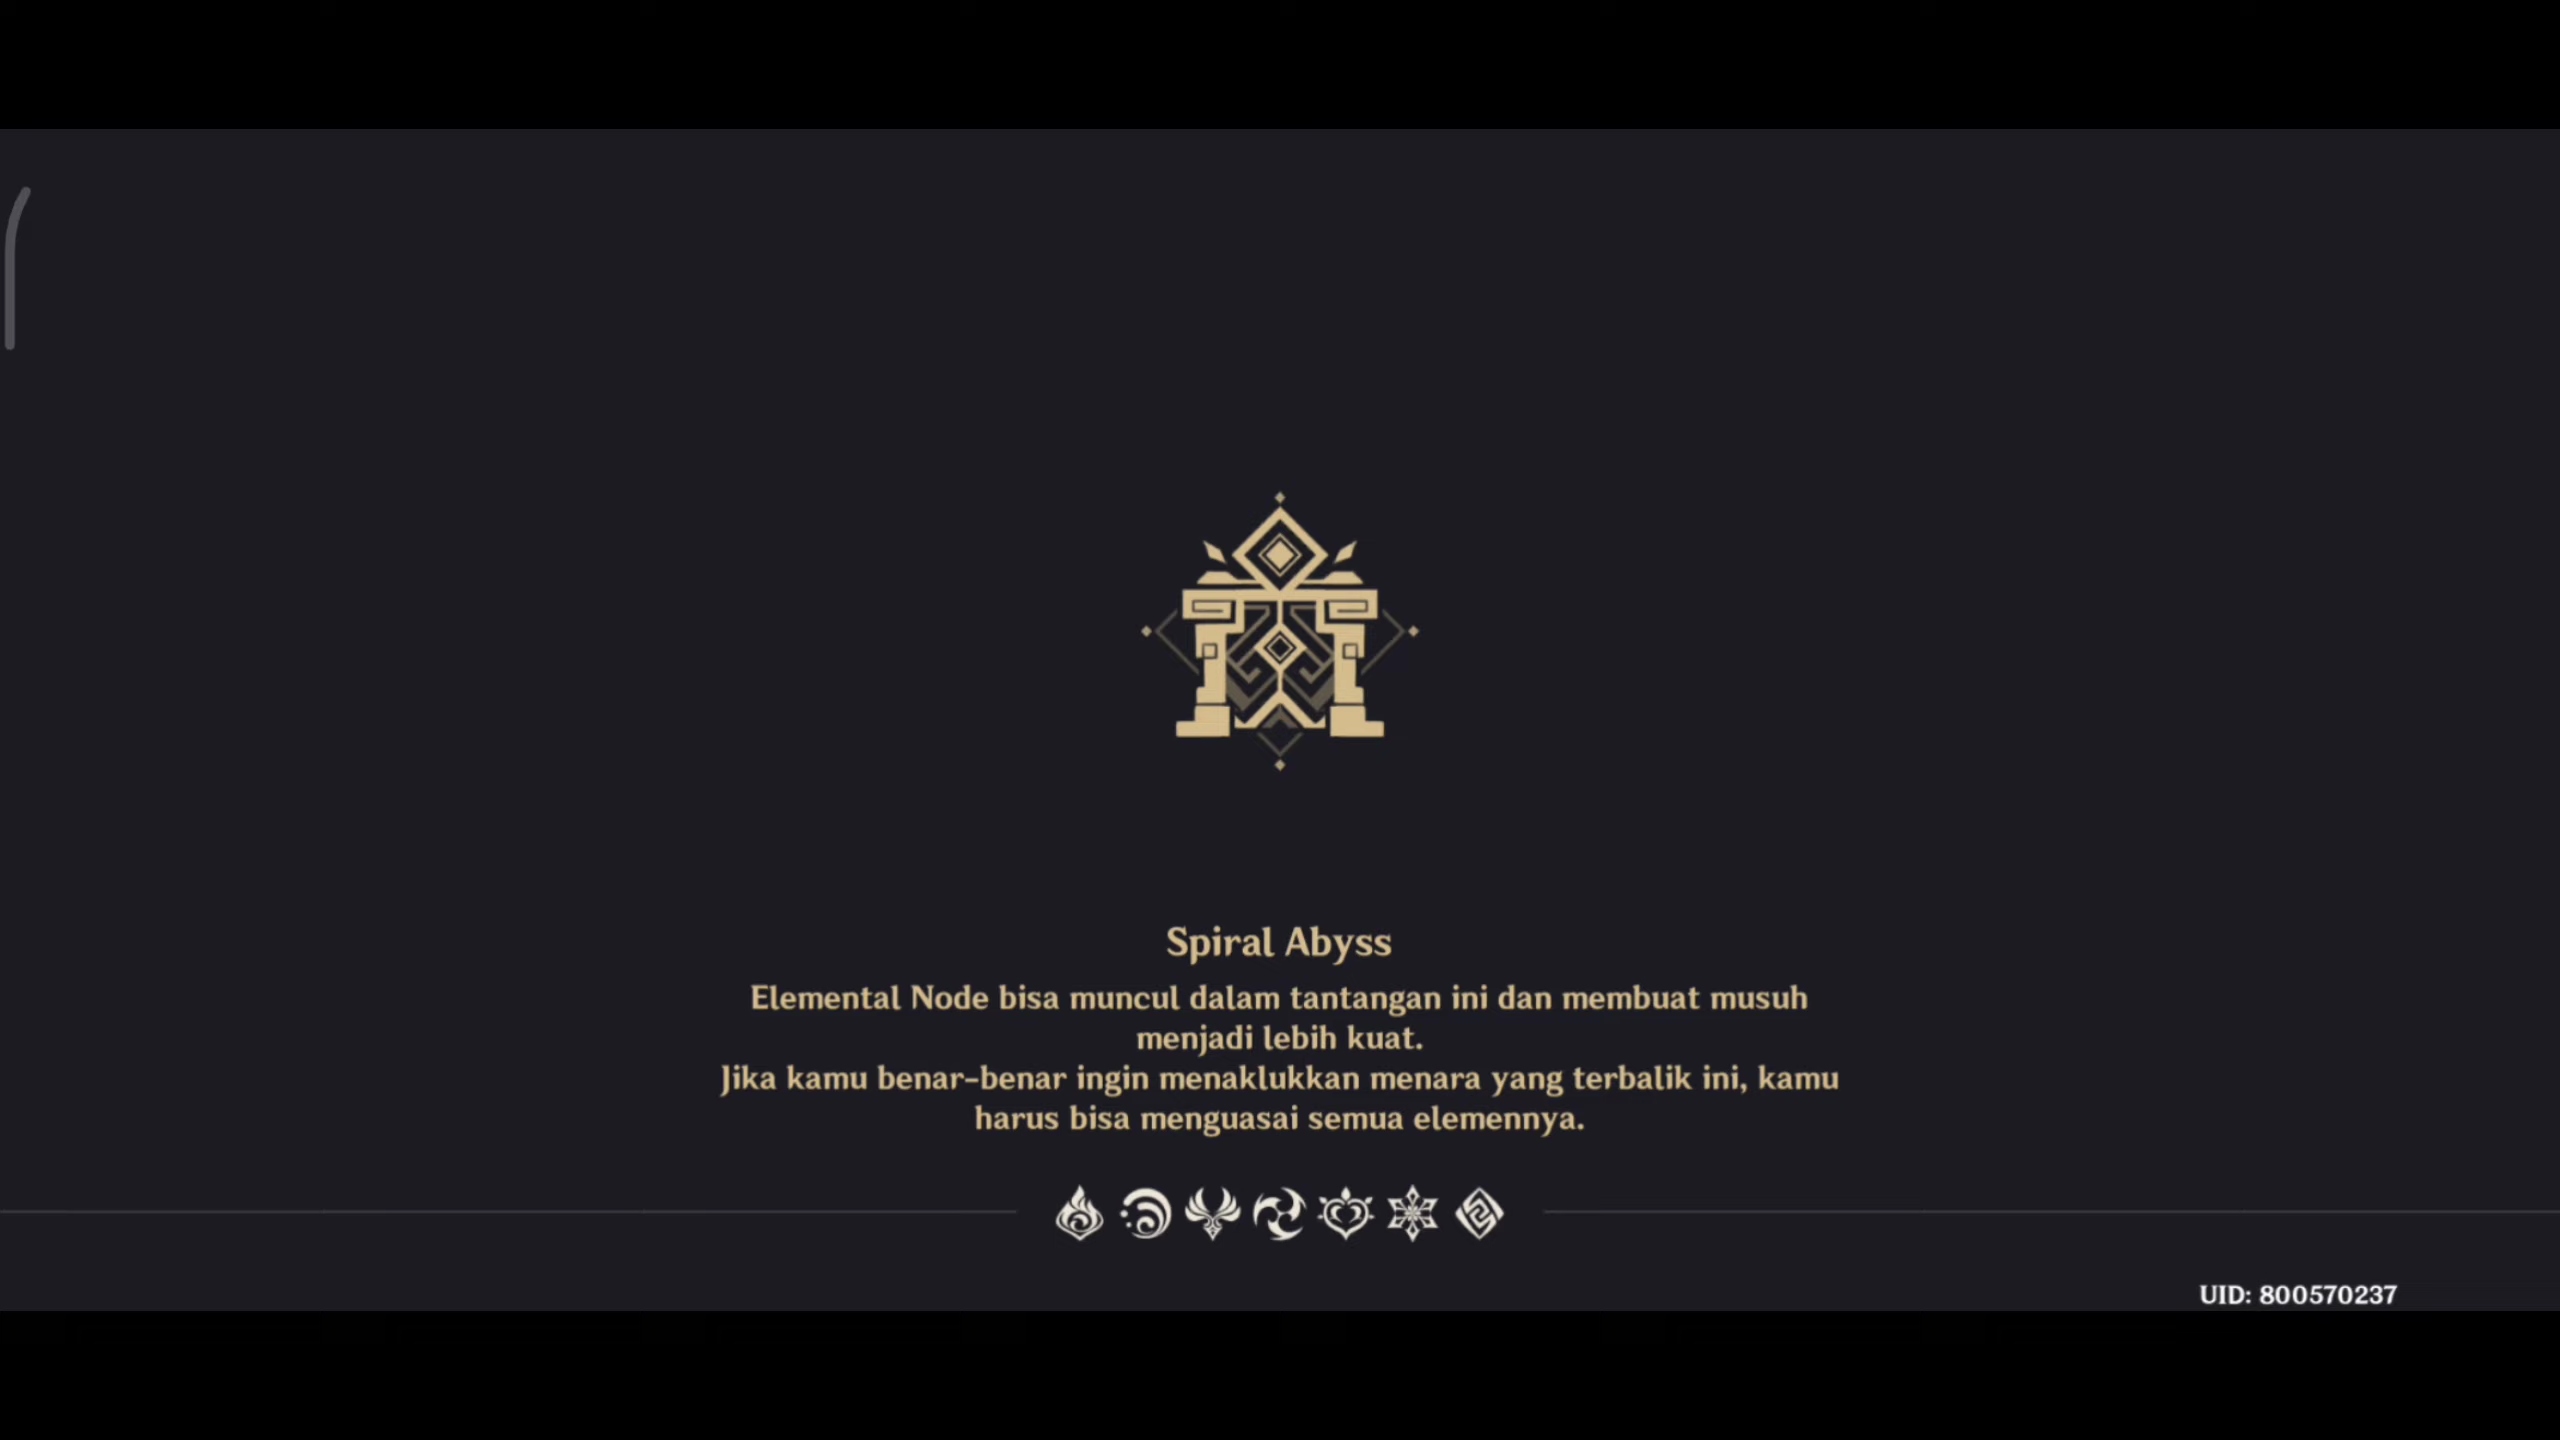 Spiral Abyss
Elemental Node bisa muncul dalam tantangan ini dan membuat musuh
menjadi lebih kuat.
Jika kamu benar-benar ingin menaklukkan menara yang terbalik ini, kamu
harus bisa menguasai semua elemennya.
UID: 800570237